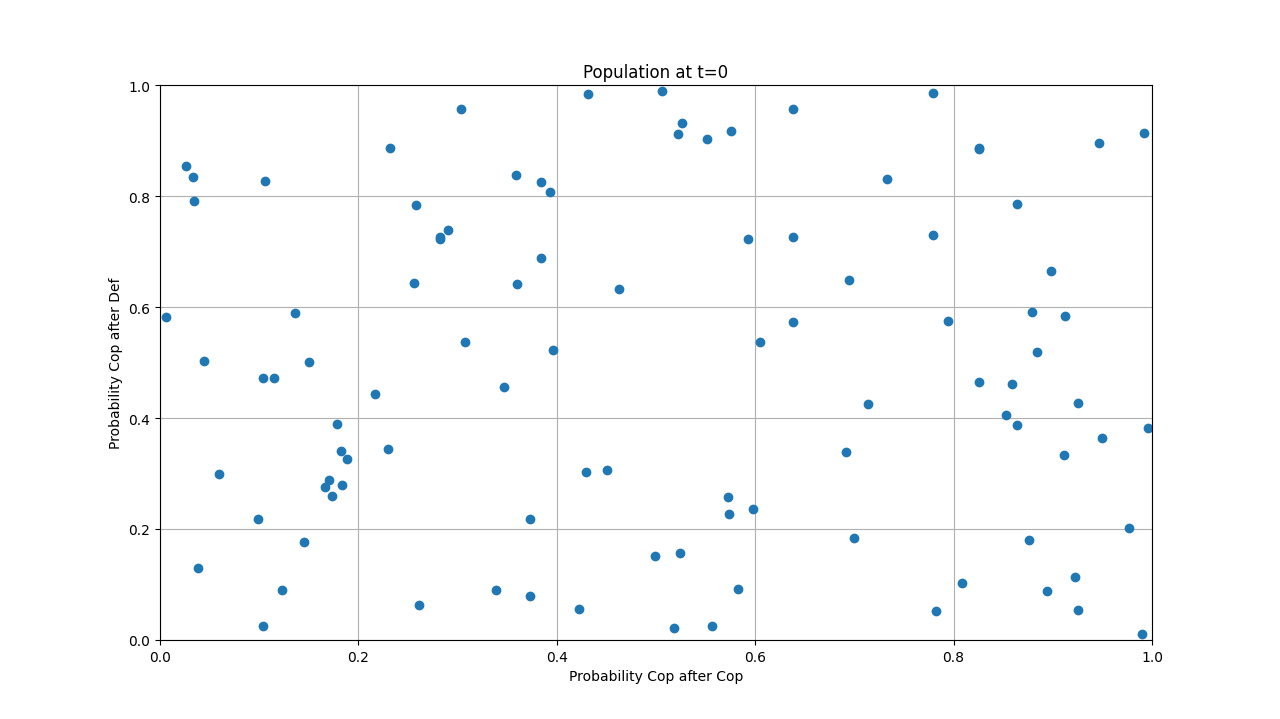 Population at t=0
1.0
0.8
0.6
0.4
0.2
0.0
Probability Cop after Def
0.0 0.2 0.4 0.6 0.8 1.0
Probability Cop after Cop